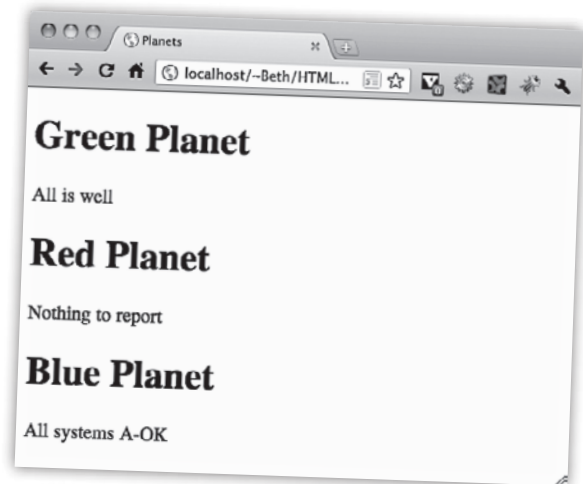 Planets
localhost/~Beth/HTML...
Green Planet
All is well
Red Planet
Nothing to report
Blue Planet
All systems A-OK